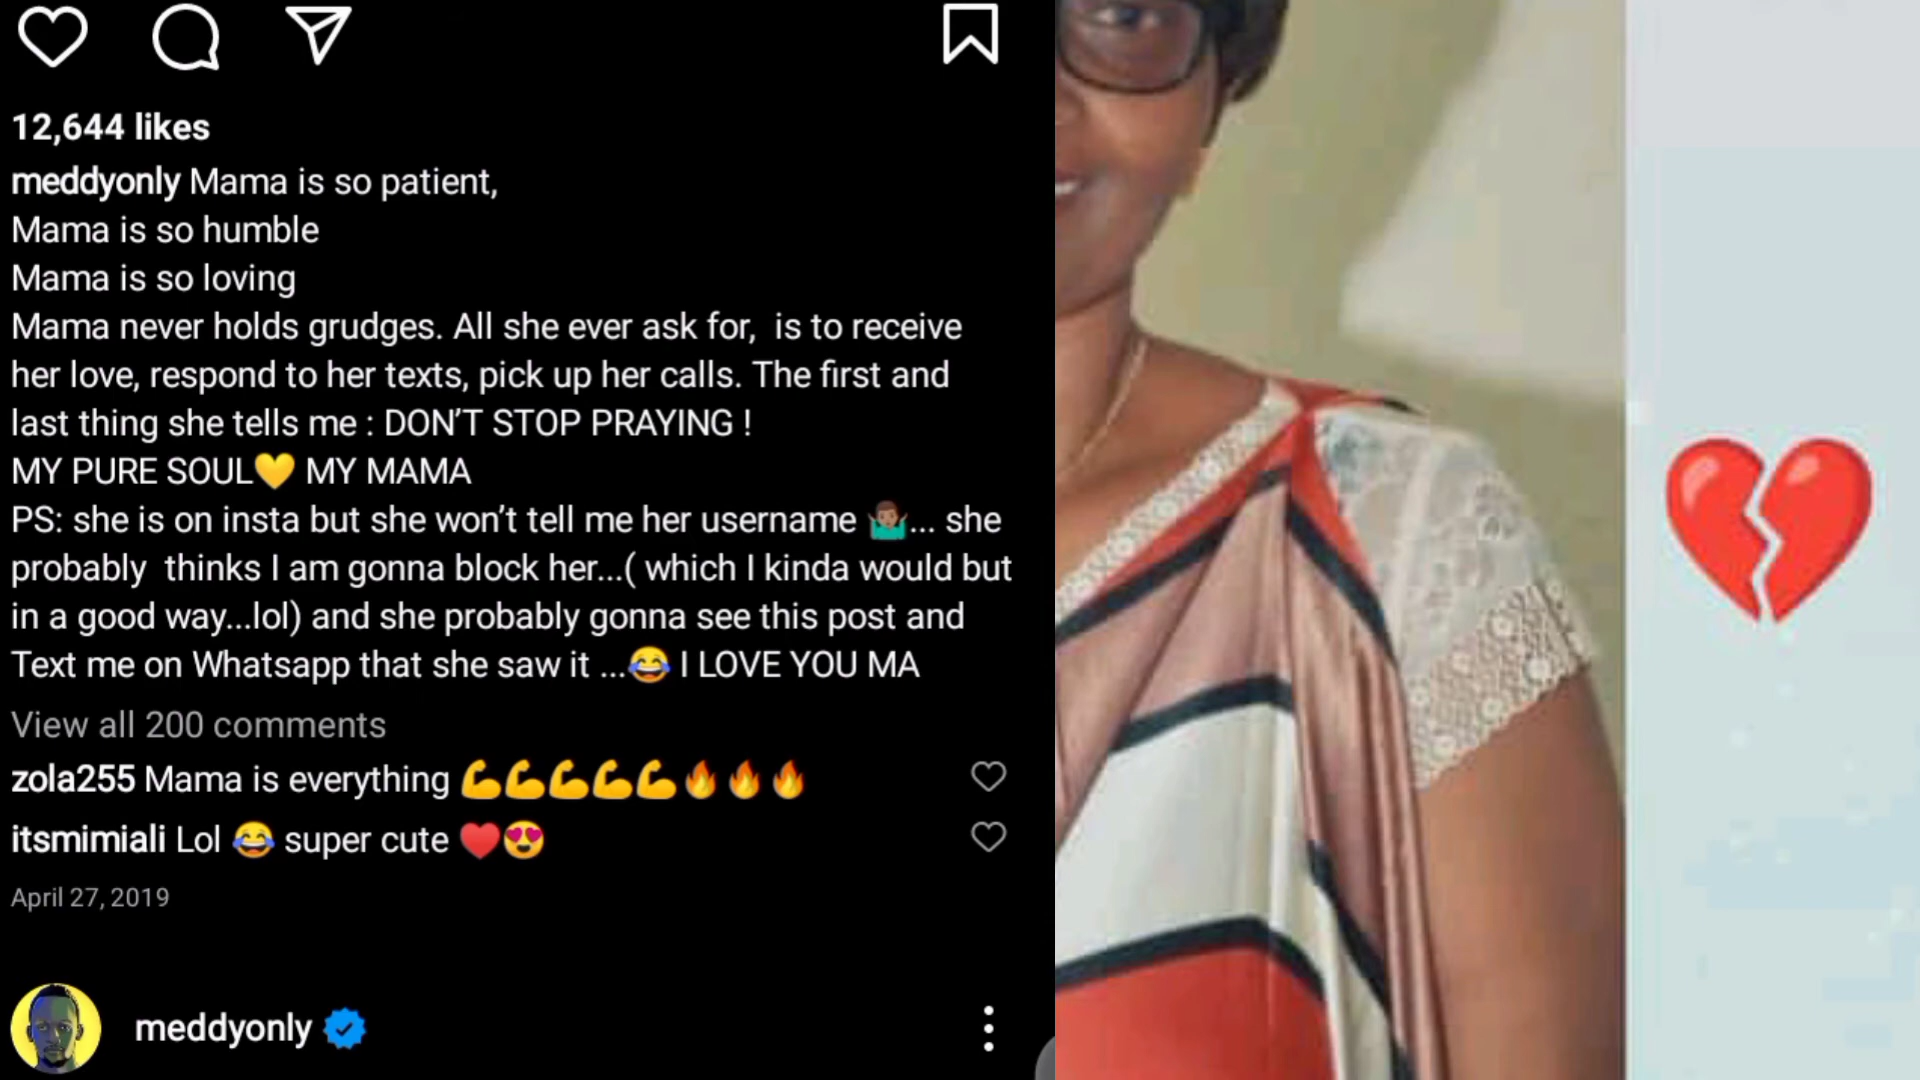 12,644 likes
meddyonly Mama is so patient,
Mama is so humble
Mama is so loving
Mama never holds grudges. All she ever ask for,  is to receive
her love, respond to her texts, pick up her calls. The first and
last thing she tells me : DON’T STOP PRAYING !
MY PURE SOUL💛 MY MAMA
PS: she is on insta but she won’t tell me her username 🤷🏽‍♂️... she
probably  thinks I am gonna block her...( which I kinda would but
in a good way...lol) and she probably gonna see this post and
Text me on Whatsapp that she saw it ...😂 I LOVE YOU MA
View all 200 comments
zola255 Mama is everything 💪💪💪💪💪🔥🔥🔥
itsmimiali Lol 😂 super cute ♥️😍
April 27, 2019
meddyonly